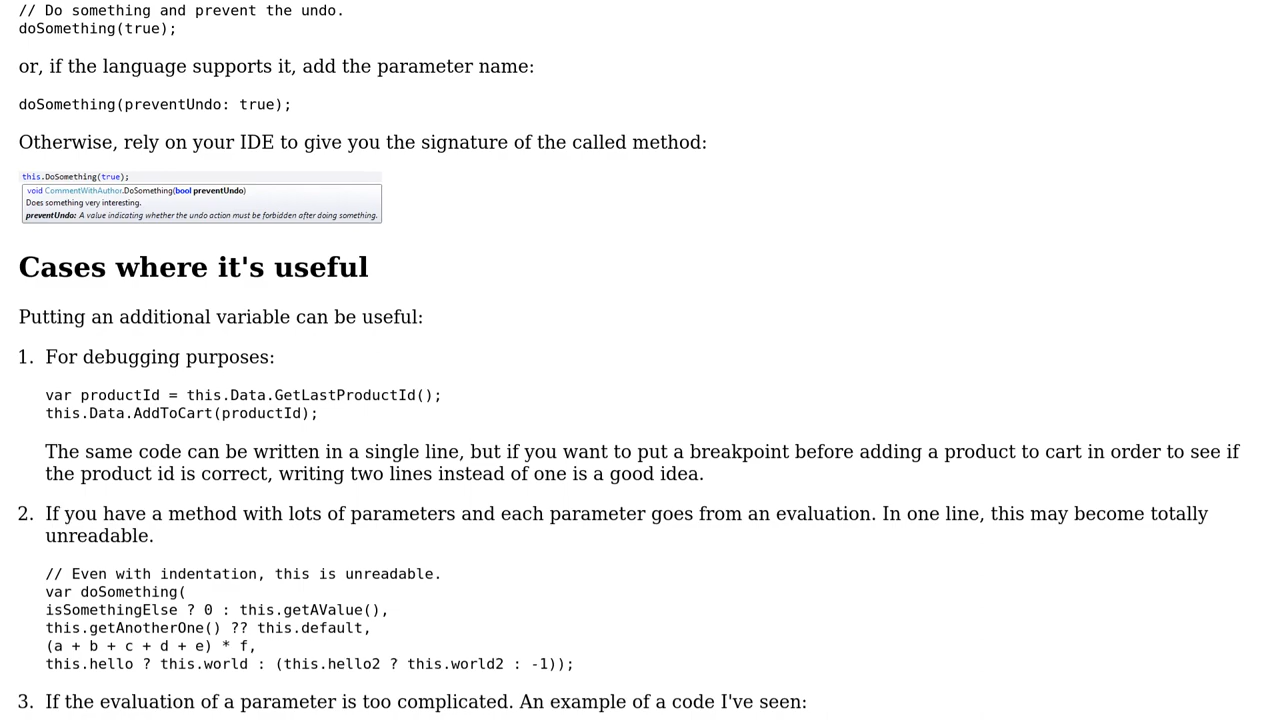 // Do something and prevent the undo.
doSomething(true);
or, if the language supports it, add the parameter name:
doSomething(preventUndo: true);
Otherwise, rely on your IDE to give you the signature of the called method:
this.DoSomething(true);
void CommentWithAuthor.DoSomething(bool preventUndo)
Does something very interesting.
preventUndo: A value indicating whether the undo action must be forbidden after doing something.
Cases where it's useful
Putting an additional variable can be useful:
1. For debugging purposes:
var productId = this.Data.GetLastProductId();
this.Data.AddToCart(productId);
The same code can be written in a single line, but if you want to put a breakpoint before adding a product to cart in order to see if
the product id is correct, writing two lines instead of one is a good idea.
2. If you have a method with lots of parameters and each parameter goes from an evaluation. In one line, this may become totally
unreadable.
// Even with indentation, this is unreadable.
var doSomething(
isSomethingElse ? 0 : this.getAValue(),
this.getAnotherOne() ?? this.default,
(a + b + c + d + e) * f,
this.hello ? this.world : (this.hello2 ? this.world2 : -1));
3. If the evaluation of a parameter is too complicated. An example of a code I've seen: